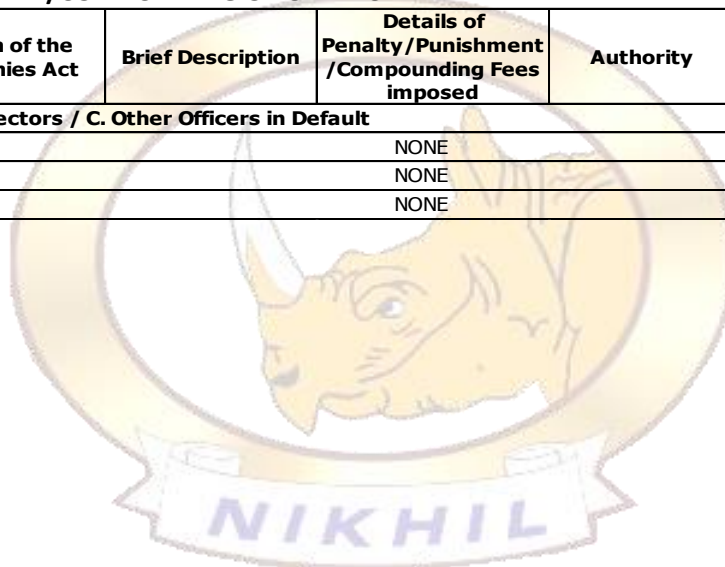 n of the
nies Act
Brief Description
Details of
Penalty/Punishment
/Compounding Fees
imposed
Authority
ectors / C. Other Officers in Default
NONE
NONE
NONE
NIKHIL